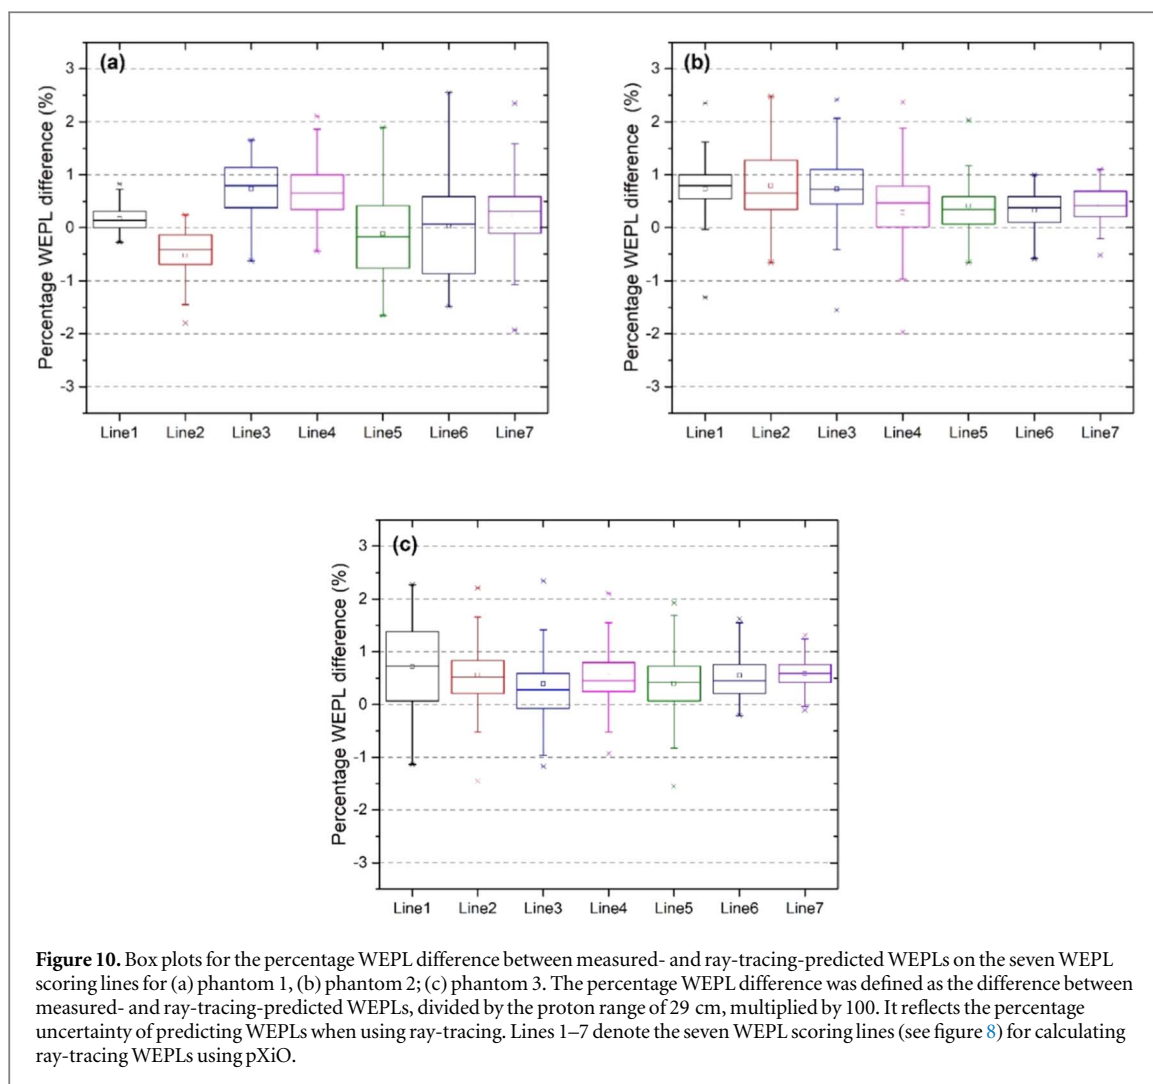 (a)
Percentage WEPL difference (%)
3
2
1
0
-1
-2
-3
Line1 Line2 Line3 Line4 Line5 Line6 Line7
(b)
Percentage WEPL difference (%)
3
2
1
0
-1
-2
-3
Line1 Line2 Line3 Line4 Line5 Line6 Line7
(c)
Percentage WEPL difference (%)
3
2
1
0
-1
-2
-3
Line1 Line2 Line3 Line4 Line5 Line6 Line7
Figure 10. Box plots for the percentage WEPL difference between measured- and ray-tracing-predicted WEPLs on the seven WEPL
scoring lines for (a) phantom 1, (b) phantom 2; (c) phantom 3. The percentage WEPL difference was defined as the difference between
measured- and ray-tracing-predicted WEPLs, divided by the proton range of 29 cm, multiplied by 100. It reflects the percentage
uncertainty of predicting WEPLs when using ray-tracing. Lines 1–7 denote the seven WEPL scoring lines (see figure 8) for calculating
ray-tracing WEPLs using pXiO.